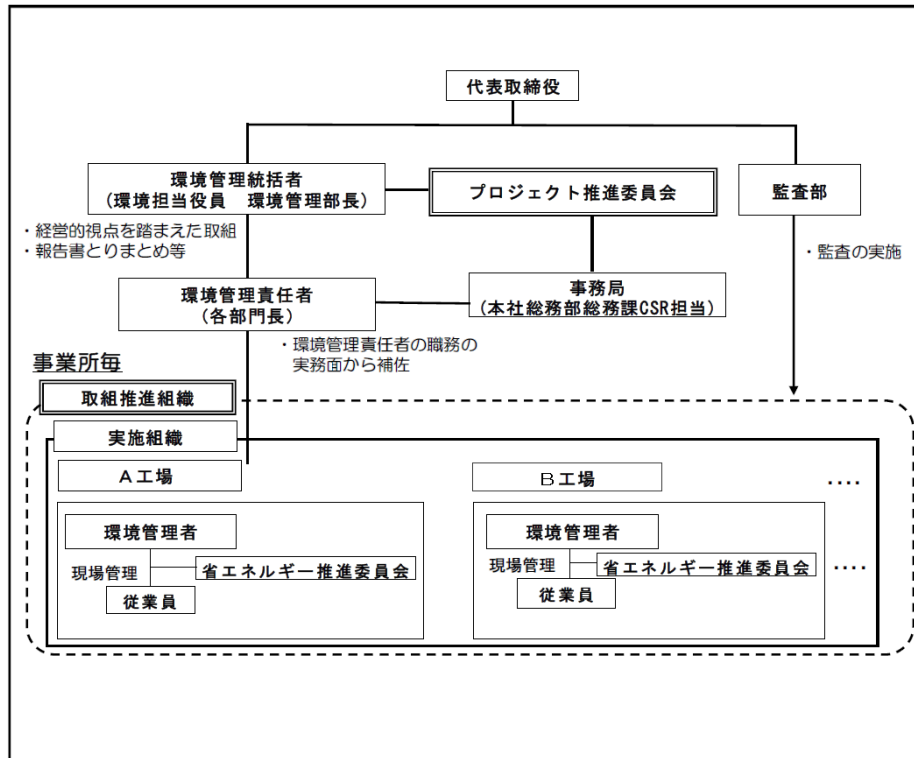 代表取締役
環境管理統括者
(環境担当役員 環境管理部長)
プロジェクト推進委員会
監査部
・経営的視点を踏まえた取組
・報告書とりまとめ等
・監査の実施
環境管理責任者
(各部門長)
事務局
(本社総務部総務課CSR担当)
・環境管理責任者の職務の
実務面から補佐
事業所毎
取組推進組織
実施組織
A工場
B工場
‥‥
環境管理者
現場管理
省エネルギー推進委員会
従業員
環境管理者
現場管理
省エネルギー推進委員会
従業員
‥‥